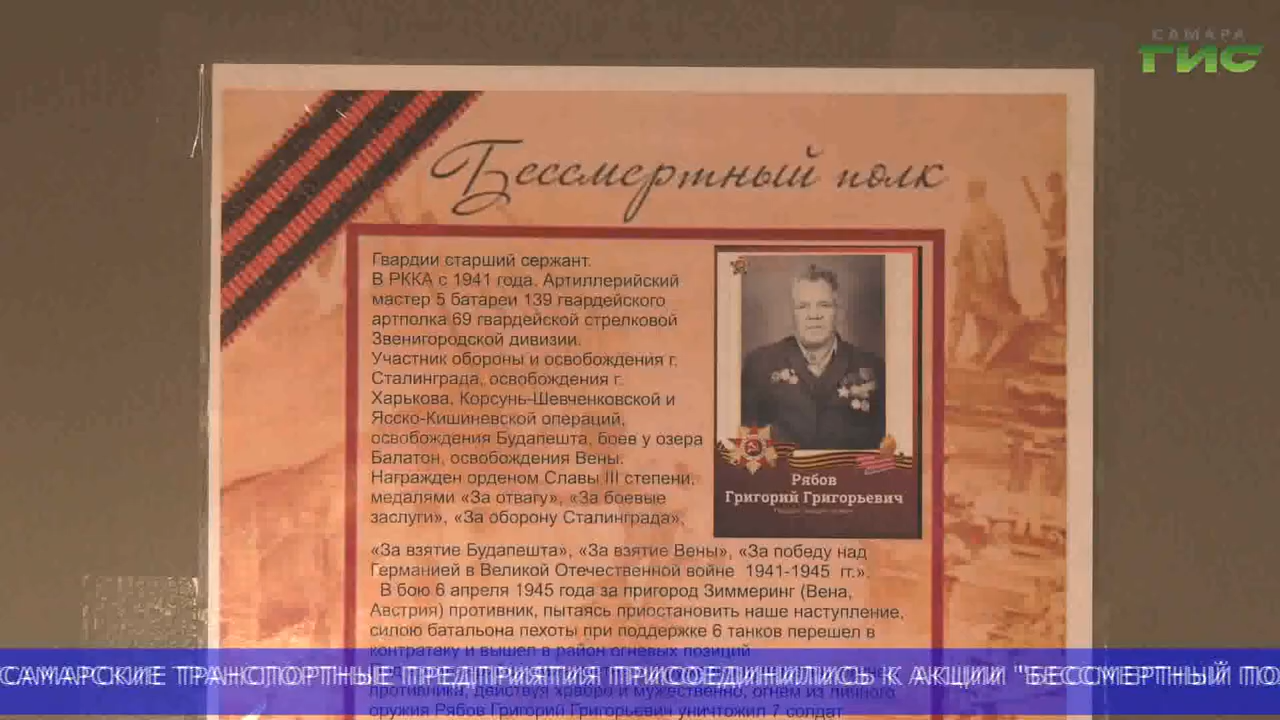 САМАРА
ГИС
Бессмертный полк
Гвардии старший сержант.
В РККА с 1941 года. Артиллерийский
мастер 5 батареи 139 гвардейского
артполка 69 гвардейской стрелковой
Звенигородской дивизии.
Участник обороны и освобождения г.
Сталинграда, освобождения г.
Харькова, Корсунь-Шевченковской и
Ясско-Кишиневской операций,
освобождения Будапешта, боев у озера
Балатон, освобождения Вены.
Награжден орденом Славы III степени,
медалями «За отвагу», «За боевые
заслуги», «За оборону Сталинграда»,
Рябов
Григорий Григорьевич
«За взятие Будапешта», «За взятие Вены», «За победу над
Германией в Великой Отечественной войне 1941-1945 гг.».
В бою 6 апреля 1945 года за пригород Зиммеринг (Вена,
Австрия) противник, пытаясь приостановить наше наступление,
силою батальона пехоты при поддержке 6 танков перешел в
контратаку и вышел в район огневых позиций
САМАРСКИЕ ТРАНСПОРТНЫЕ ПРЕДПРИЯТИЯ ПРИСОЕДИНИЛИСЬ К АКЦИИ "БЕССМЕРТНЫЙ ПО
противника, действуя храбро и мужественно, огнем из личного
оружия Рябов Григорий Григорьевич уничтожил 7 солдат